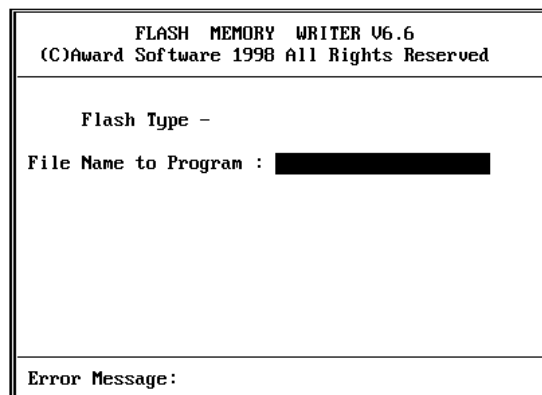 FLASH MEMORY WRITER V6.6
(C)Award Software 1998 All Rights Reserved
Flash Type -
File Name to Program :
Error Message: